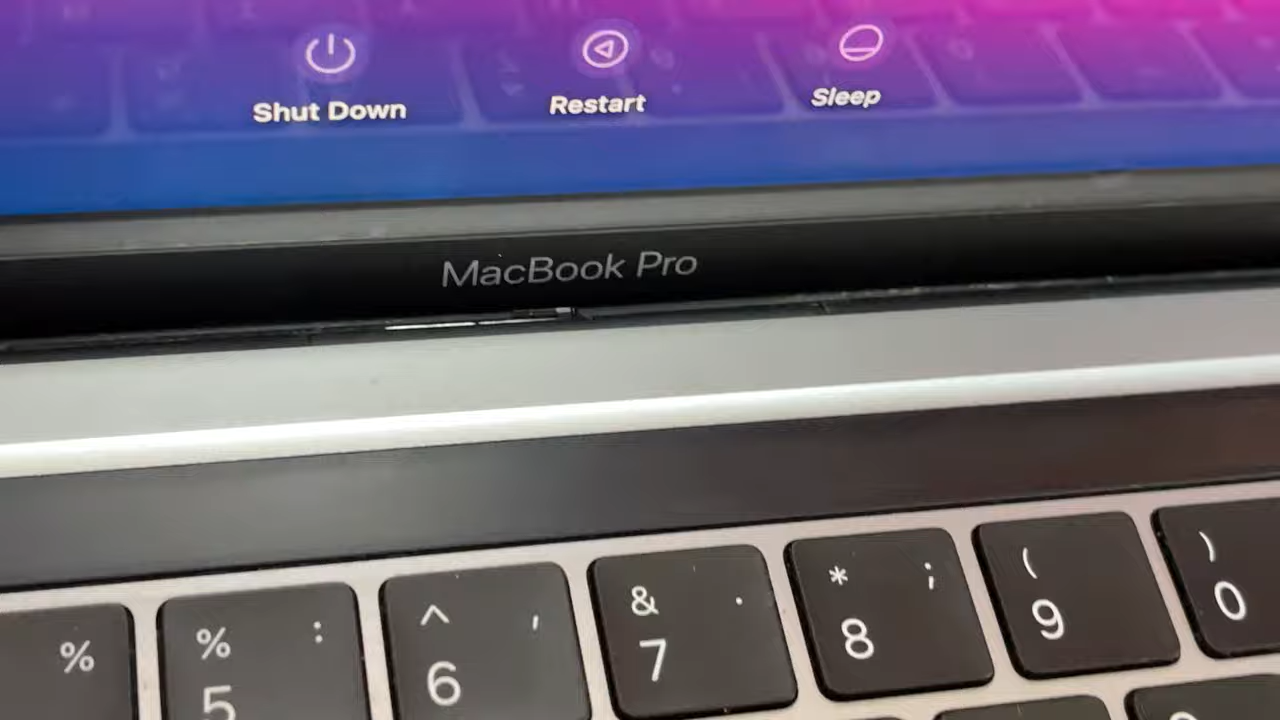 Shut Down Restart Sleep
MacBook Pro
% % : ^ , & . * ; ( )
5 6 7 8 9 0